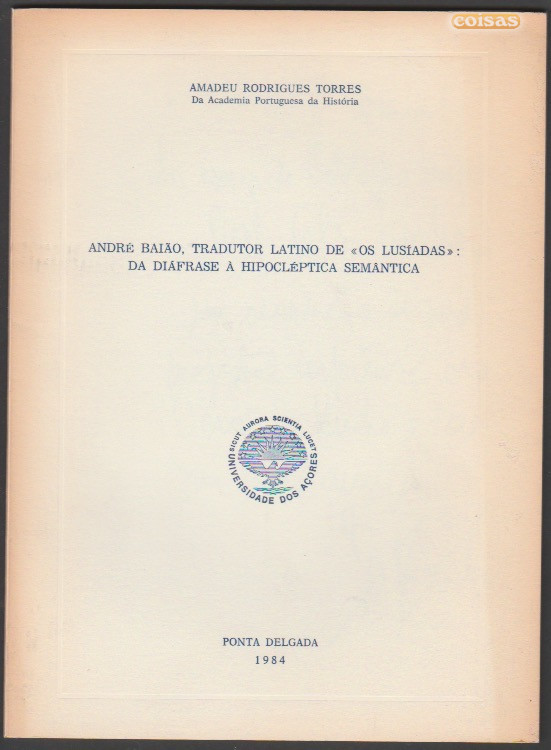 coisas
AMADEU RODRIGUES TORRES
Da Academia Portuguesa da História
ANDRÉ BAIÃO, TRADUTOR LATINO DE «OS LUSÍADAS»:
DA DIÁFRASE À HIPOCLÉPTICA SEMÂNTICA
SICUT AURORA SCIENTIA LUCET
UNIVERSIDADE DOS AÇORES
PONTA DELGADA
1984